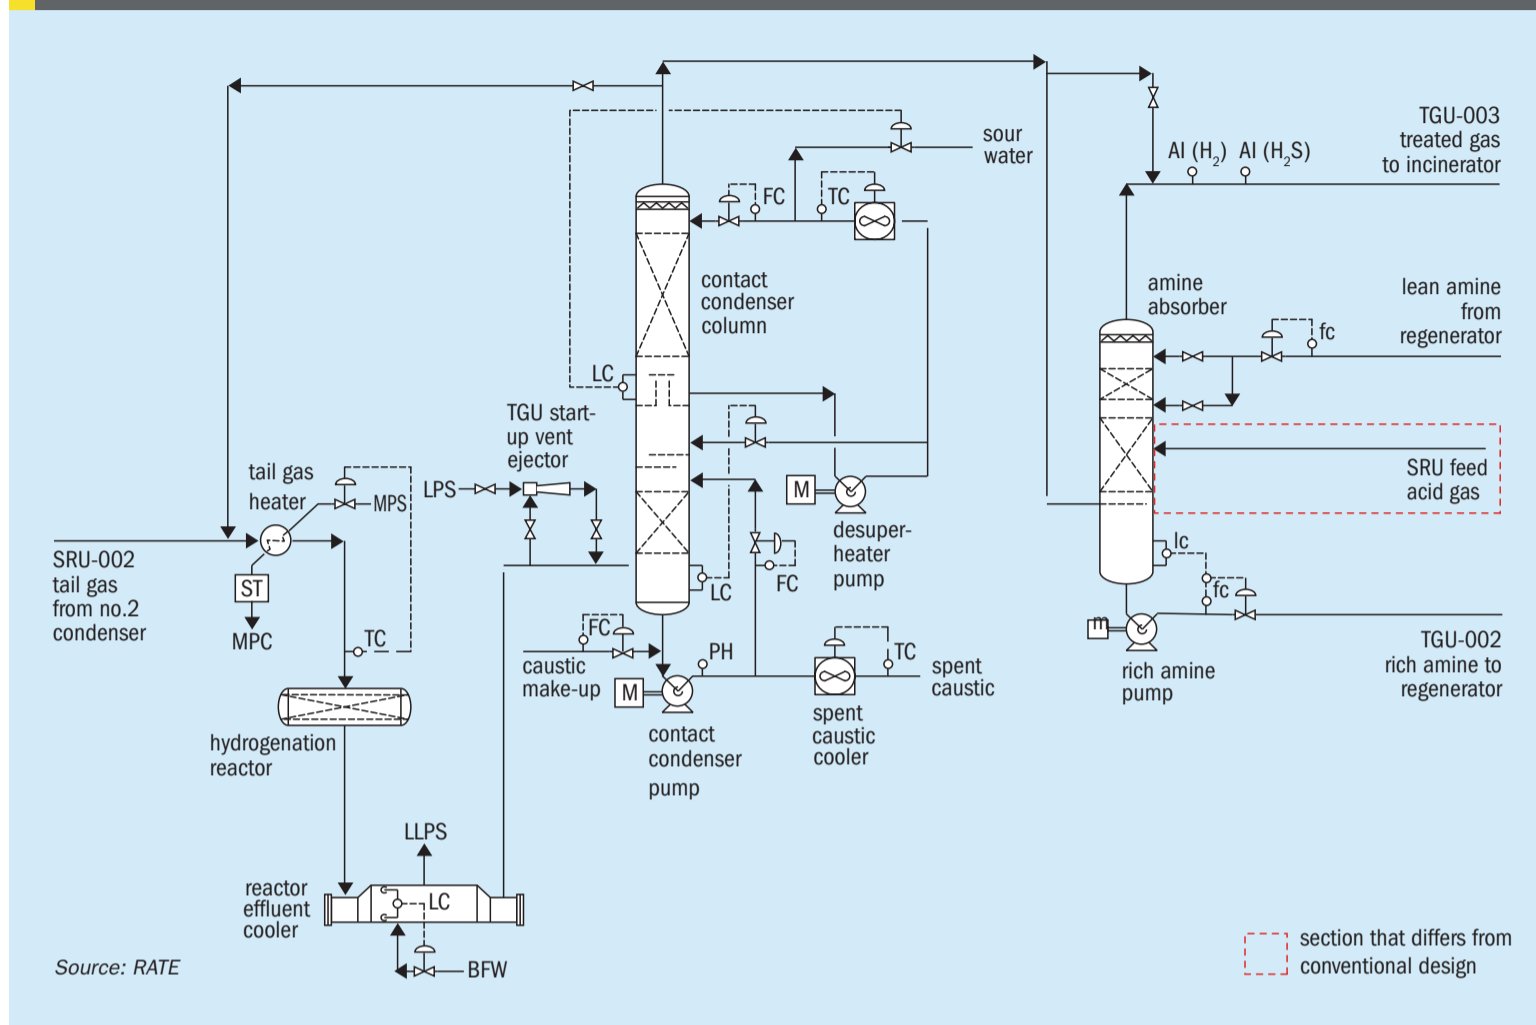 sour
water
TGU-003
treated gas
to incinerator
AI (H₂)
AI (H₂S)
FC
TC
contact
condenser
column
amine
absorber
lean amine
from
regenerator
fc
LC
TGU start-
up vent
ejector
LPS
tail gas
heater
MPS
M
desuper-
heater
pump
SRU feed
acid gas
SRU-002
tail gas
from no.2
condenser
ST
MPC
TC
LC
FC
lc
fc
FC
caustic
make-up
M
PH
TC
spent
caustic
m
rich amine
pump
TGU-002
rich amine to
regenerator
hydrogenation
reactor
contact
condenser
pump
spent
caustic
cooler
LLPS
reactor
effluent
cooler
LC
BFW
Source: RATE
section that differs from
conventional design